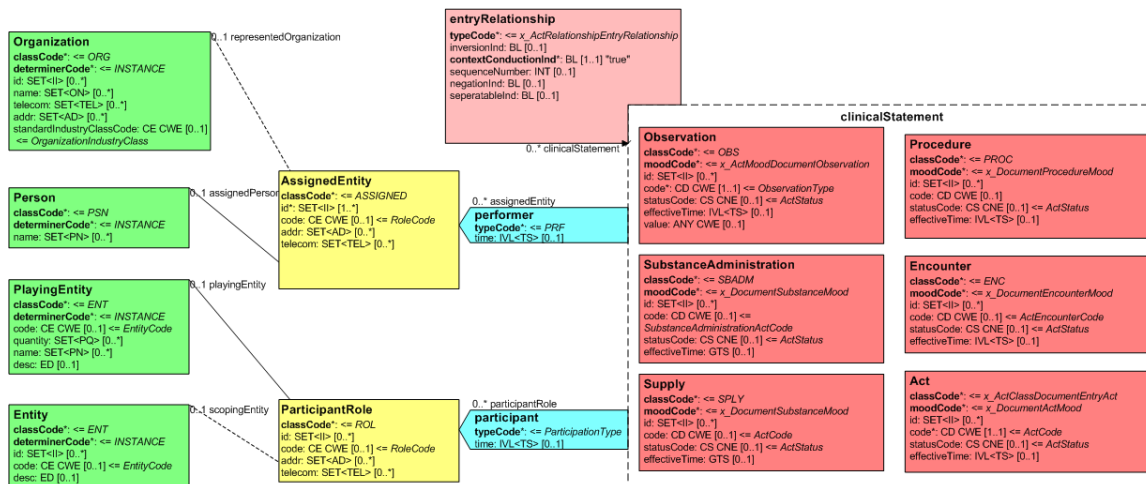 Organization
classCode*: <= ORG
determinerCode*: <= INSTANCE
id: SET<II> [0..*]
name: SET<ON> [0..*]
telecom: SET<TEL> [0..*]
addr: SET<AD> [0..*]
standardIndustryClassCode: CE CWE [0..1]
<= OrganizationIndustryClass
0..1 representedOrganization
Person
classCode*: <= PSN
determinerCode*: <= INSTANCE
name: SET<PN> [0..*]
0..1 assignedPerson
PlayingEntity
classCode*: <= ENT
determinerCode*: <= INSTANCE
code: CE CWE [0..1] <= EntityCode
quantity: SET<PQ> [0..*]
name: SET<PN> [0..*]
desc: ED [0..1]
0..1 playingEntity
Entity
classCode*: <= ENT
determinerCode*: <= INSTANCE
id: SET<II> [0..*]
code: CE CWE [0..1] <= EntityCode
desc: ED [0..1]
0..1 scopingEntity
AssignedEntity
classCode*: <= ASSIGNED
id*: SET<II> [1..*]
code: CE CWE [0..1] <= RoleCode
addr: SET<AD> [0..*]
telecom: SET<TEL> [0..*]
ParticipantRole
classCode*: <= ROL
id: SET<II> [0..*]
code: CE CWE [0..1] <= RoleCode
addr: SET<AD> [0..*]
telecom: SET<TEL> [0..*]
entryRelationship
typeCode*: <= x_ActRelationshipEntryRelationship
inversionInd: BL [0..1]
contextConductionInd*: BL [1..1] "true"
sequenceNumber: INT [0..1]
negationInd: BL [0..1]
seperatableInd: BL [0..1]
0..* clinicalStatement
0..* assignedEntity
performer
typeCode*: <= PRF
time: IVL<TS> [0..1]
0..* participantRole
participant
typeCode*: <= ParticipationType
time: IVL<TS> [0..1]
clinicalStatement
Observation
classCode*: <= OBS
moodCode*: <= x_ActMoodDocumentObservation
id: SET<II> [0..*]
code*: CD CWE [1..1] <= ObservationType
statusCode: CS CNE [0..1] <= ActStatus
effectiveTime: IVL<TS> [0..1]
value: ANY CWE [0..1]
Procedure
classCode*: <= PROC
moodCode*: <= x_DocumentProcedureMood
id: SET<II> [0..*]
code: CD CWE [0..1]
statusCode: CS CNE [0..1] <= ActStatus
effectiveTime: IVL<TS> [0..1]
SubstanceAdministration
classCode*: <= SBADM
moodCode*: <= x_DocumentSubstanceMood
id: SET<II> [0..*]
code: CD CWE [0..1] <=
SubstanceAdministrationActCode
statusCode: CS CNE [0..1] <= ActStatus
effectiveTime: GTS [0..1]
Encounter
classCode*: <= ENC
moodCode*: <= x_DocumentEncounterMood
id: SET<II> [0..*]
code: CD CWE [0..1] <= ActEncounterCode
statusCode: CS CNE [0..1] <= ActStatus
effectiveTime: IVL<TS> [0..1]
Supply
classCode*: <= SPLY
moodCode*: <= x_DocumentSubstanceMood
id: SET<II> [0..*]
code: CD CWE [0..1] <= ActCode
statusCode: CS CNE [0..1] <= ActStatus
effectiveTime: GTS [0..1]
Act
classCode*: <= x_ActClassDocumentEntryAct
moodCode*: <= x_DocumentActMood
id: SET<II> [0..*]
code*: CD CWE [1..1] <= ActCode
statusCode: CS CNE [0..1] <= ActStatus
effectiveTime: IVL<TS> [0..1]